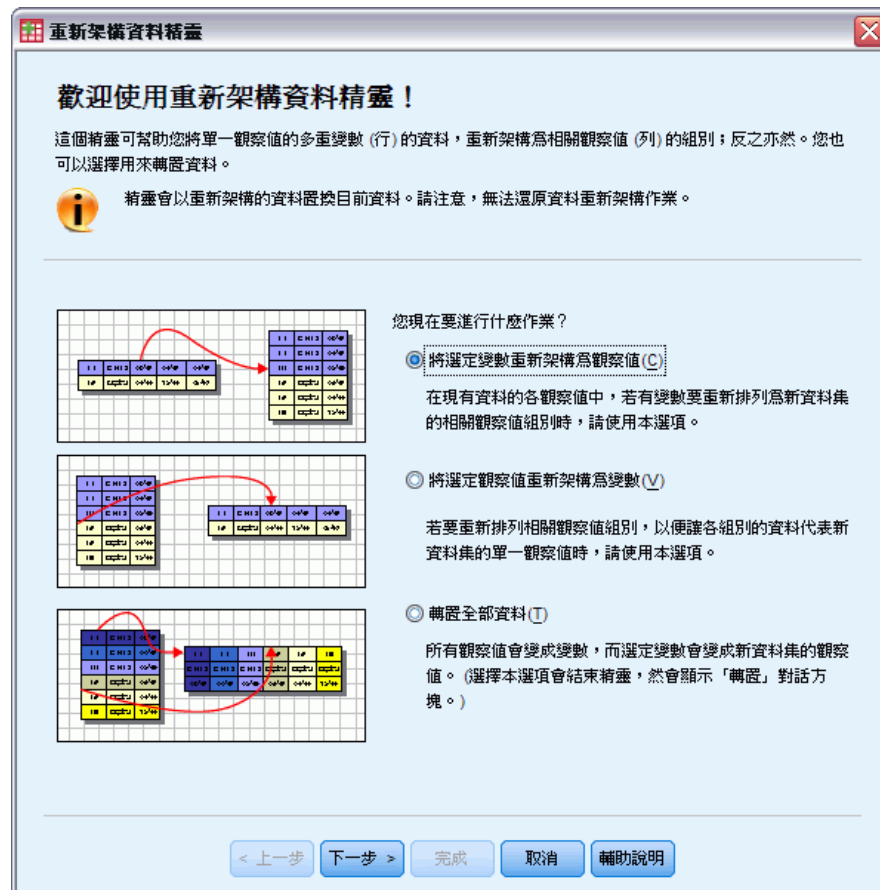 重新架構資料精靈
歡迎使用重新架構資料精靈！
這個精靈可幫助您將單一觀察值的多重變數 (行) 的資料，重新架構為相關觀察值 (列) 的組別；反之亦然。您也
可以選擇用來轉置資料。
精靈會以重新架構的資料置換目前資料。請注意，無法還原資料重新架構作業。
您現在要進行什麼作業？
將選定變數重新架構為觀察值(C)
在現有資料的各觀察值中，若有變數要重新排列為新資料集
的相關觀察值組別時，請使用本選項。
將選定觀察值重新架構為變數(V)
若要重新排列相關觀察值組別，以便讓各組別的資料代表新
資料集的單一觀察值時，請使用本選項。
轉置全部資料(T)
所有觀察值會變成變數，而選定變數會變成新資料集的觀察
值。 (選擇本選項會結束精靈，然會顯示「轉置」對話方
塊。)
< 上一步 下一步 > 完成 取消 輔助說明